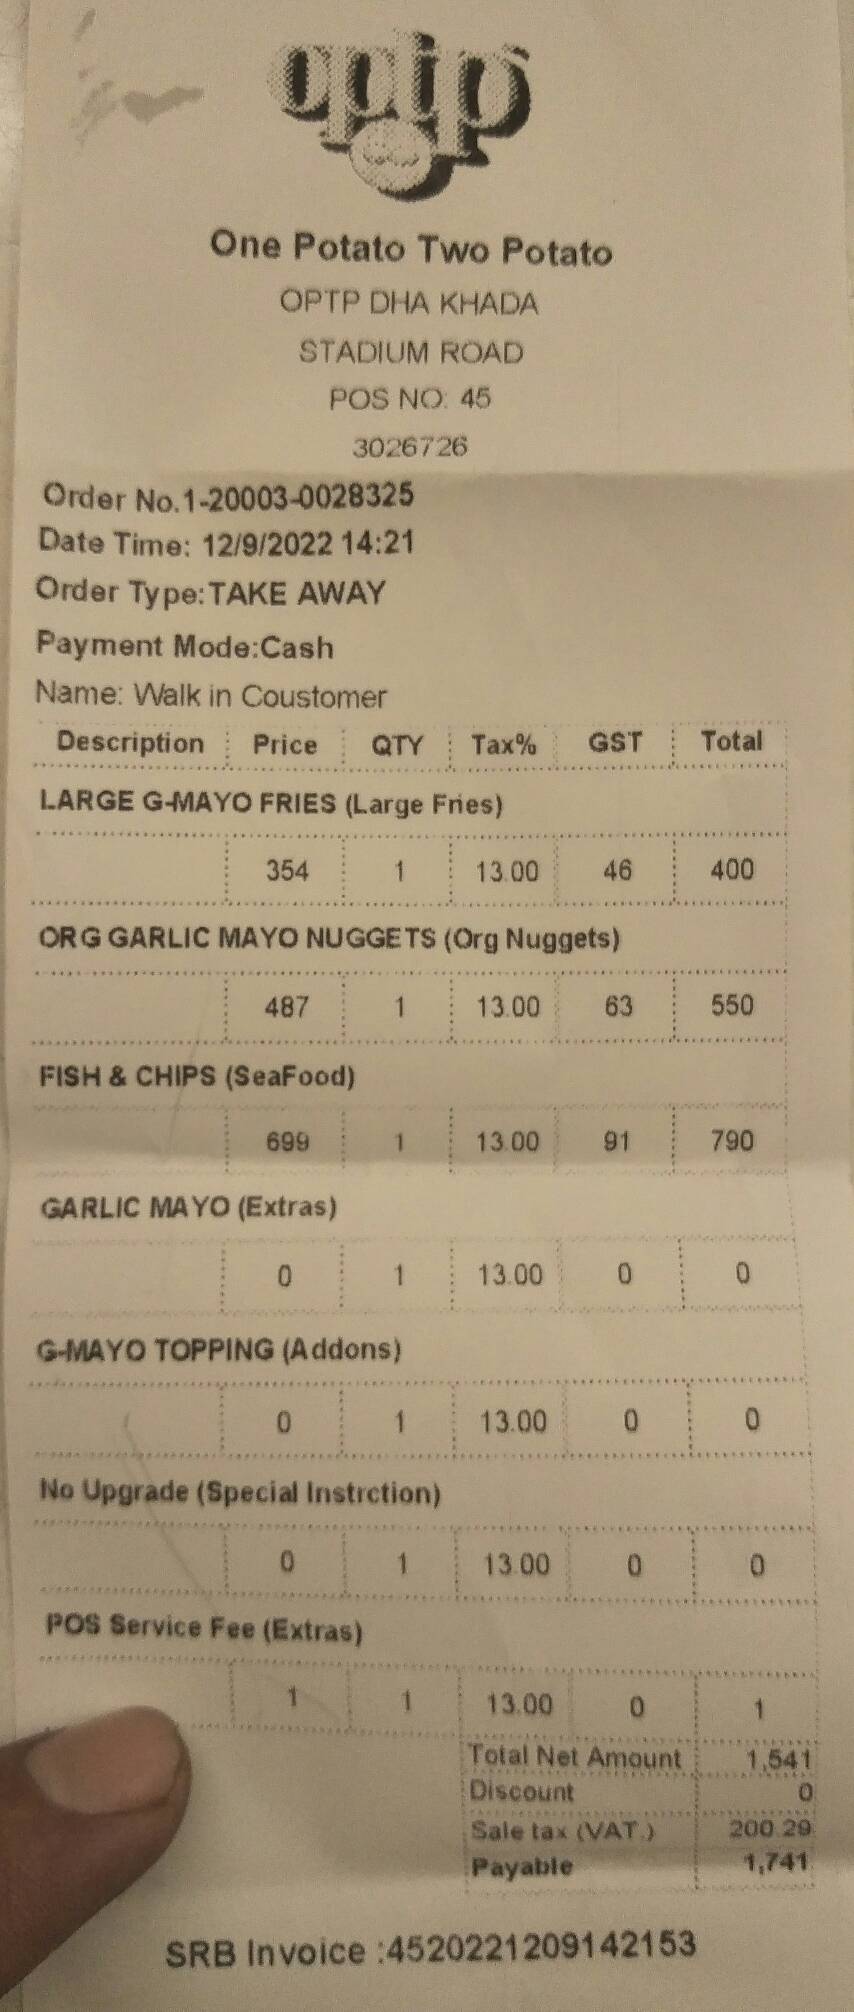 optp
One Potato Two Potato
OPTP DHA KHADA
STADIUM ROAD
POS NO: 45
3026726
Order No.1-20003-0028325
Date Time: 12/9/2022 14:21
Order Type:TAKE AWAY
Payment Mode:Cash
Name: Walk in Coustomer
Description Price QTY Tax% GST Total
LARGE G-MAYO FRIES (Large Fries)
354 1 13.00 46 400
ORG GARLIC MAYO NUGGETS (Org Nuggets)
487 1 13.00 63 550
FISH & CHIPS (SeaFood)
699 1 13.00 91 790
GARLIC MAYO (Extras)
0 1 13.00 0 0
G-MAYO TOPPING (Addons)
0 1 13.00 0 0
No Upgrade (Special Instrction)
0 1 13.00 0 0
POS Service Fee (Extras)
1 1 13.00 0 1
Total Net Amount 1,541
Discount 0
Sale tax (VAT.) 200.29
Payable 1,741
SRB Invoice :4520221209142153